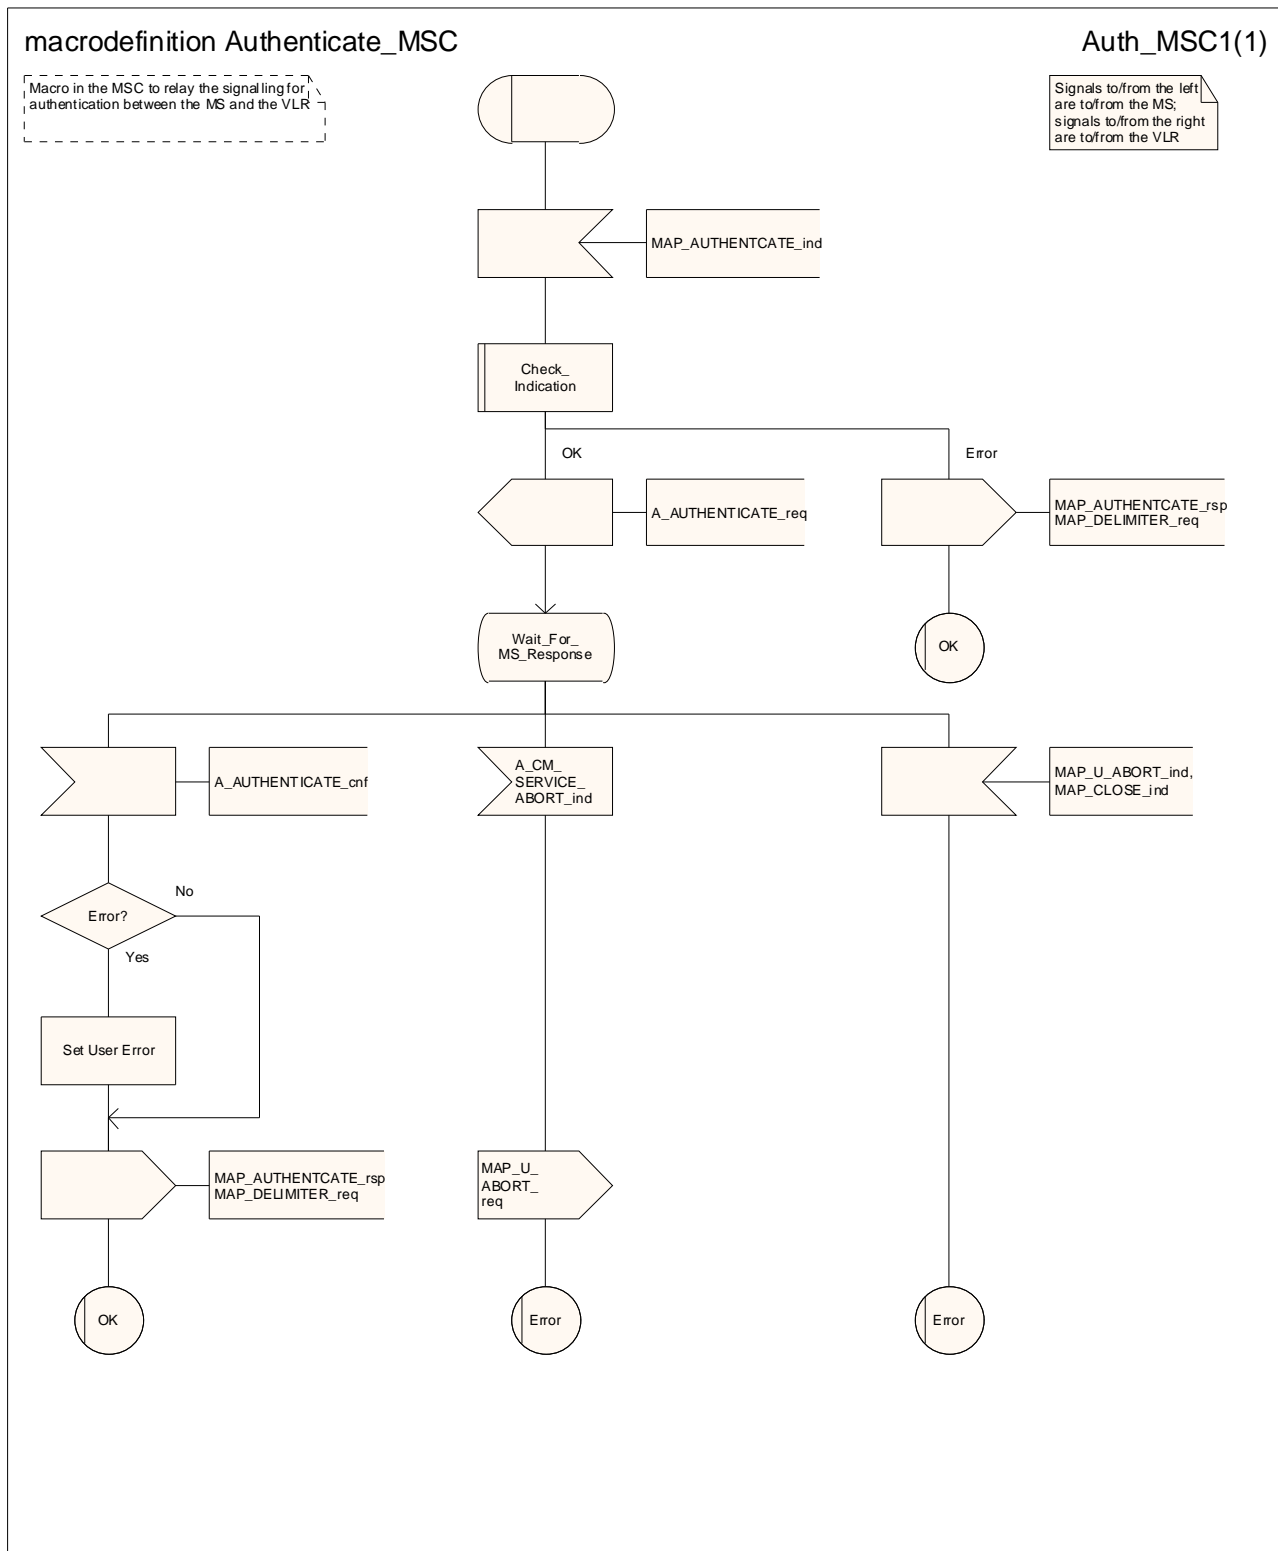 macrodefinition Authenticate_MSC
Auth_MSC1(1)
Macro in the MSC to relay the signalling for
authentication between the MS and the VLR
Signals to/from the left
are to/from the MS;
signals to/from the right
are to/from the VLR
MAP_AUTHENTCATE_ind
Check_
Indication
OK
Error
A_AUTHENTICATE_req
MAP_AUTHENTCATE_rsp
MAP_DELIMITER_req
Wait_For_
MS_Response
OK
A_AUTHENTICATE_cnf
A_CM_
SERVICE_
ABORT_ind
MAP_U_ABORT_ind,
MAP_CLOSE_ind
No
Error?
Yes
Set User Error
MAP_AUTHENTCATE_rsp
MAP_DELIMITER_req
MAP_U_
ABORT_
req
OK
Error
Error